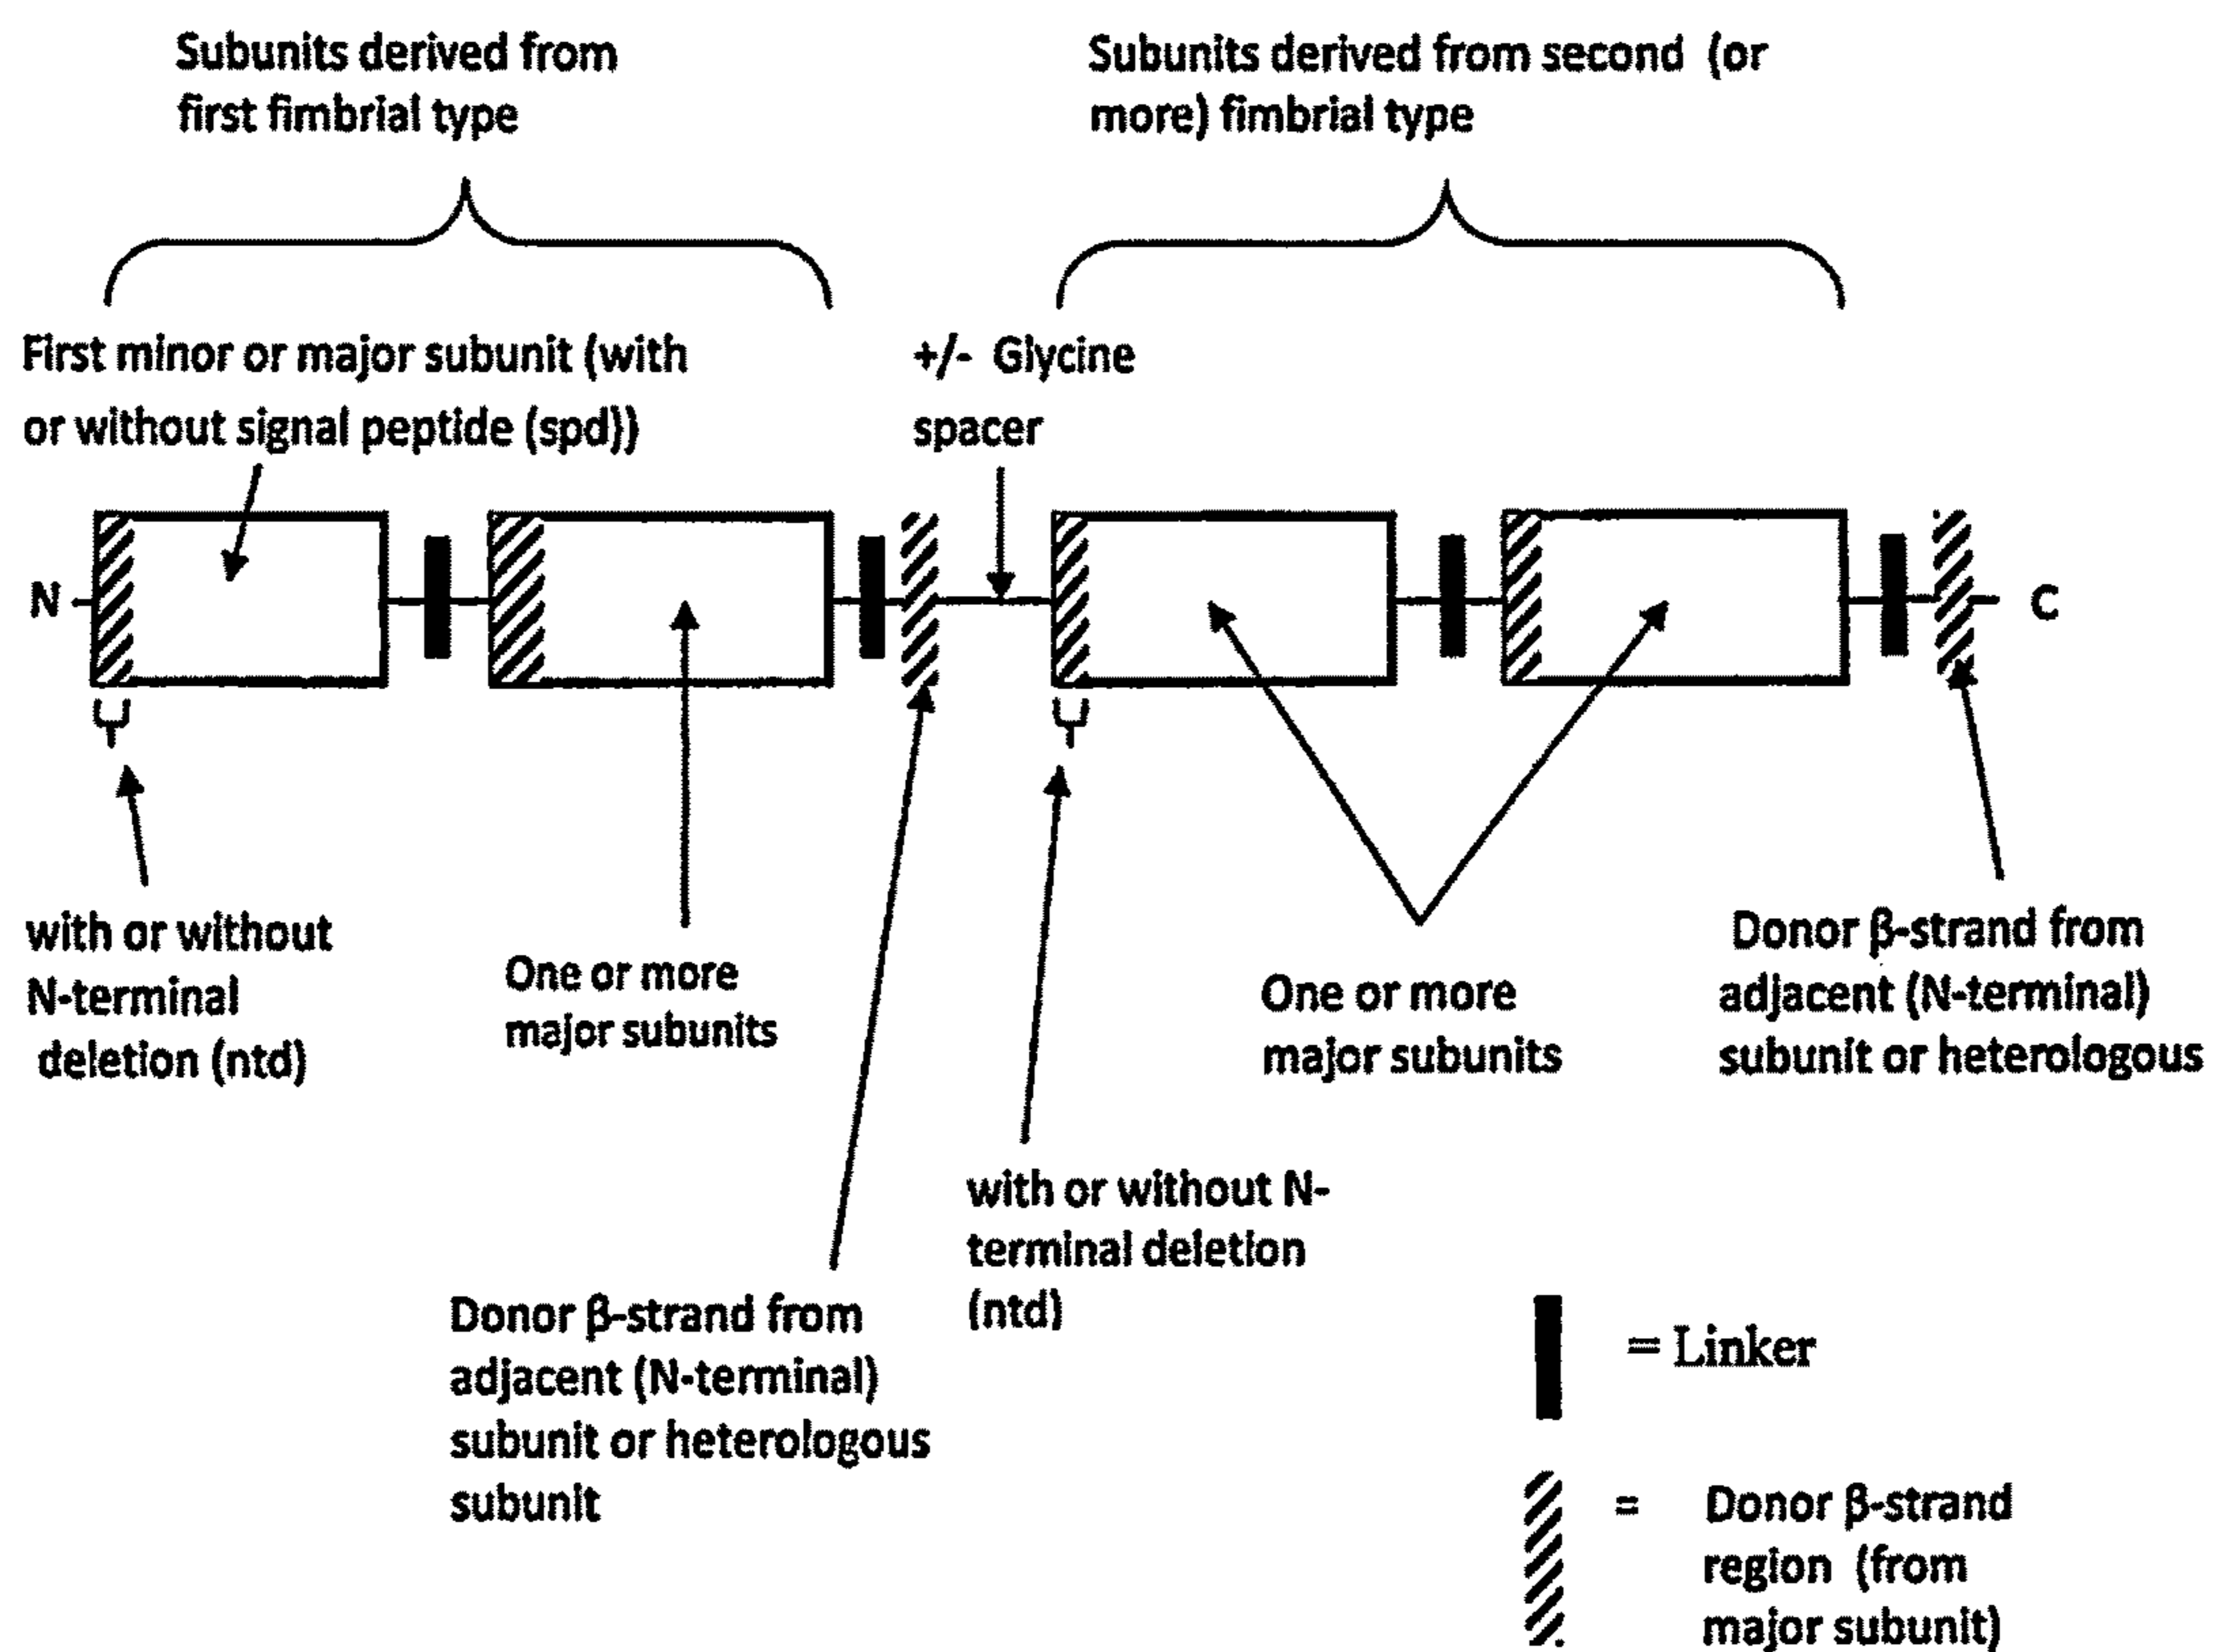 Subunits derived from
first fimbrial type
Subunits derived from second (or
more) fimbrial type
First minor or major subunit (with
or without signal peptide (spd))
+/- Glycine
spacer
N
C
with or without
N-terminal
deletion (ntd)
One or more
major subunits
Donor β-strand from
adjacent (N-terminal)
subunit or heterologous
subunit
with or without N-
terminal deletion
(ntd)
One or more
major subunits
Donor β-strand from
adjacent (N-terminal)
subunit or heterologous
= Linker
= Donor β-strand
region (from
major subunit)